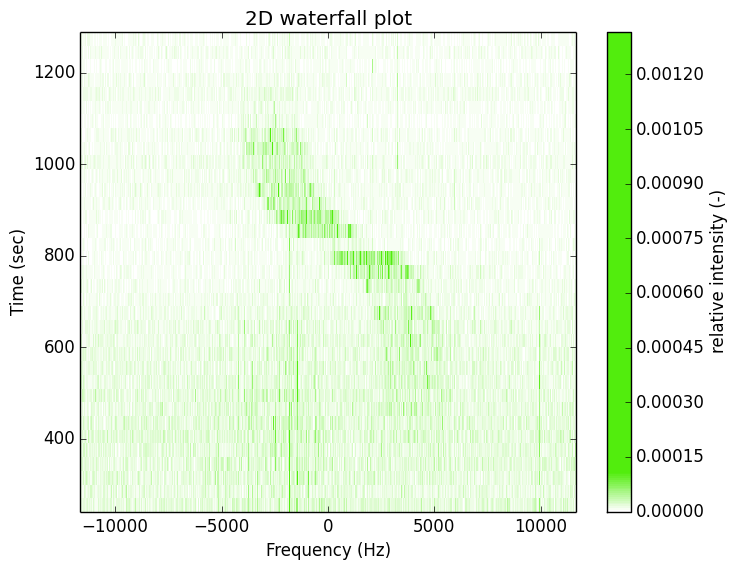 2D waterfall plot
1200
1000
800
600
400
Time (sec)
−10000 −5000 0 5000 10000
Frequency (Hz)
0.00120
0.00105
0.00090
0.00075
0.00060
0.00045
0.00030
0.00015
0.00000
relative intensity (-)